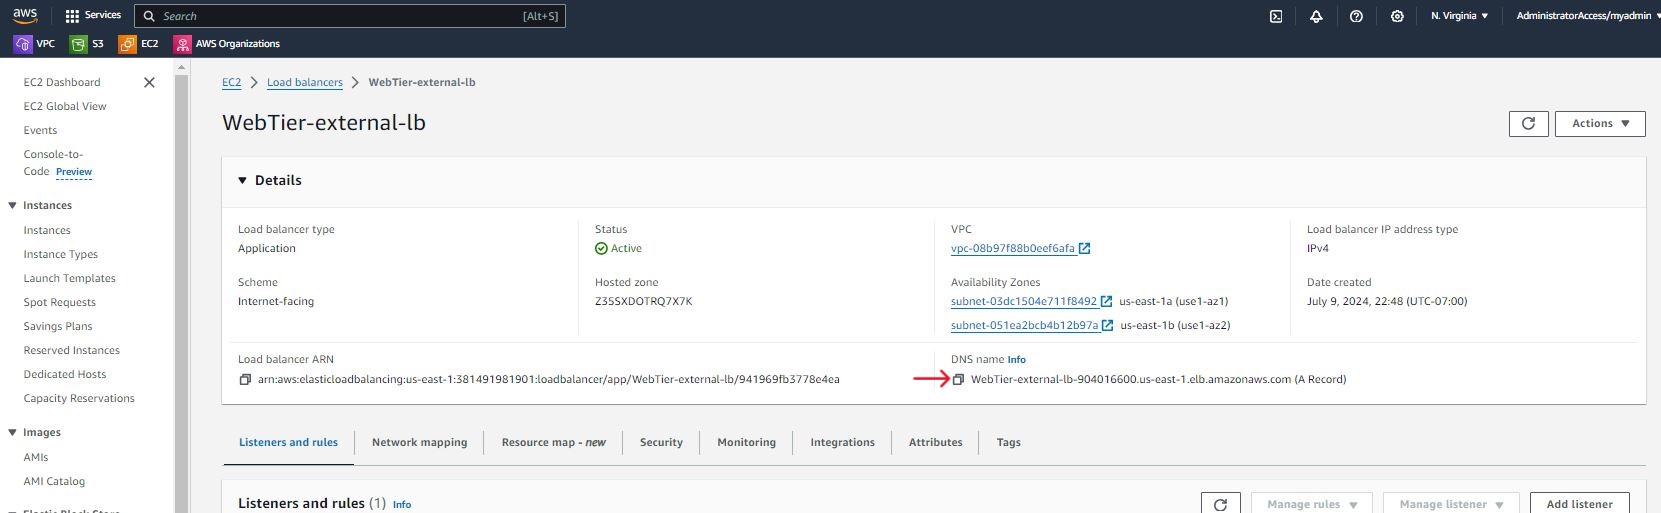 aws
Services
Search
[Alt+S]
N. Virginia
AdministratorAccess/myadmin
VPC
S3
EC2
AWS Organizations
EC2 Dashboard
EC2 Global View
Events
Console-to-
Code Preview
Instances
Instances
Instance Types
Launch Templates
Spot Requests
Savings Plans
Reserved Instances
Dedicated Hosts
Capacity Reservations
Images
AMIs
AMI Catalog
Elastic Block Store
EC2 > Load balancers > WebTier-external-lb
WebTier-external-lb
Actions
Details
Load balancer type
Application
Status
Active
VPC
vpc-08b97f88b0eef6afa
Load balancer IP address type
IPv4
Scheme
Internet-facing
Hosted zone
Z35SXDOTRQ7X7K
Availability Zones
subnet-03dc1504e711f8492 us-east-1a (use1-az1)
subnet-051ea2bcb4b12b97a us-east-1b (use1-az2)
Date created
July 9, 2024, 22:48 (UTC-07:00)
Load balancer ARN
arn:aws:elasticloadbalancing:us-east-1:381491981901:loadbalancer/app/WebTier-external-lb/941969fb3778e4ea
DNS name Info
WebTier-external-lb-904016600.us-east-1.elb.amazonaws.com (A Record)
Listeners and rules
Network mapping
Resource map - new
Security
Monitoring
Integrations
Attributes
Tags
Listeners and rules (1) Info
Manage rules
Manage listener
Add listener